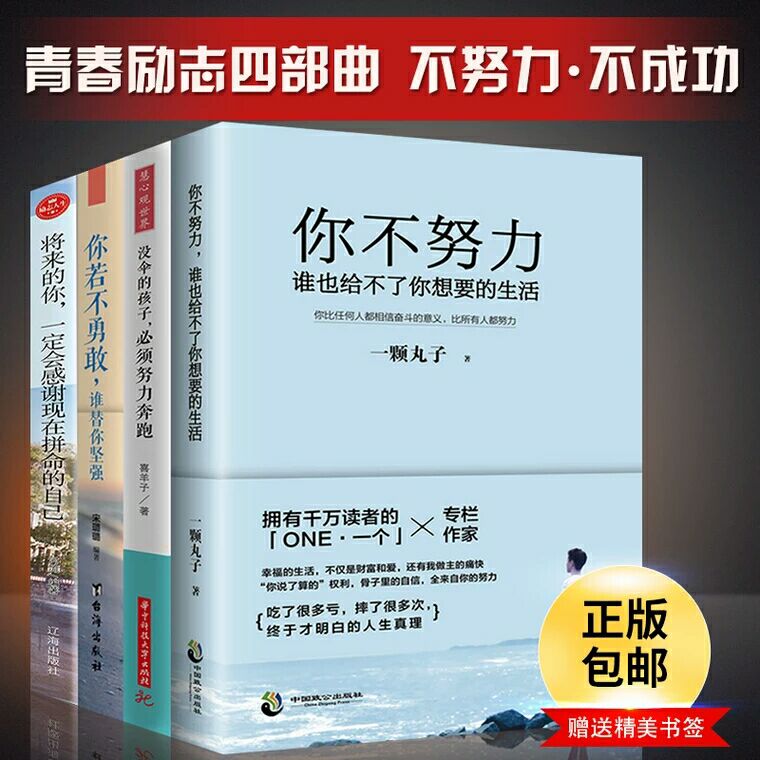 青春励志四部曲 不努力·不成功
励志人生
将来的你，一定会感谢现在拼命的自己
辽海出版社
你若不勇敢，谁替你坚强
宋璐璐 编著
台海出版社
慧心观世界
没伞的孩子，必须努力奔跑
喜羊子/著
华中科技大学出版社
你不努力，谁也给不了你想要的生活
一颗丸子 著
你不努力
谁也给不了你想要的生活
你比任何人都相信奋斗的意义，比所有人都努力
一颗丸子 著
拥有千万读者的
「ONE·一个」×专栏作家
幸福的生活，不仅是财富和爱，还有我做主的痛快
“你说了算的”权利，骨子里的自信，全来自你的努力
吃了很多亏，摔了很多次，
终于才明白的人生真理
中国致公出版社
正版
包邮
赠送精美书签